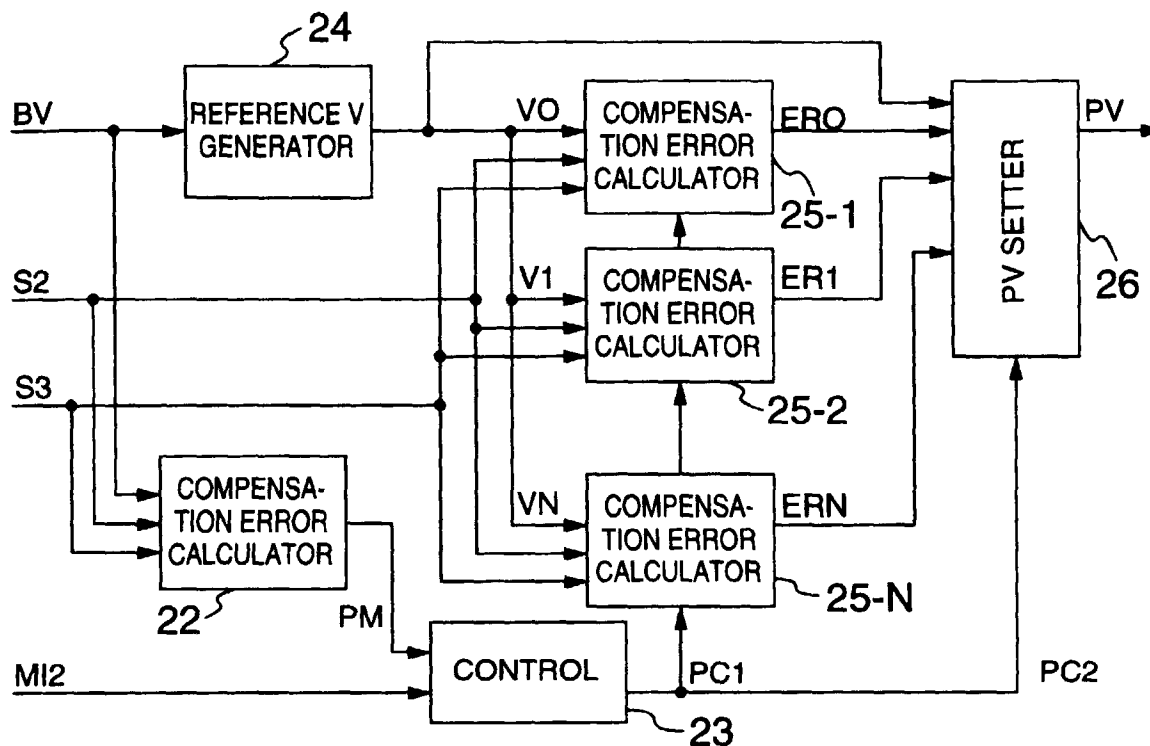 24
BV
REFERENCE V
GENERATOR
VO
COMPENSA-
TION ERROR
CALCULATOR
ERO
25-1
PV SETTER
PV
26
S2
V1
COMPENSA-
TION ERROR
CALCULATOR
ER1
25-2
S3
COMPENSA-
TION ERROR
CALCULATOR
22
PM
VN
COMPENSA-
TION ERROR
CALCULATOR
ERN
25-N
MI2
CONTROL
23
PC1
PC2